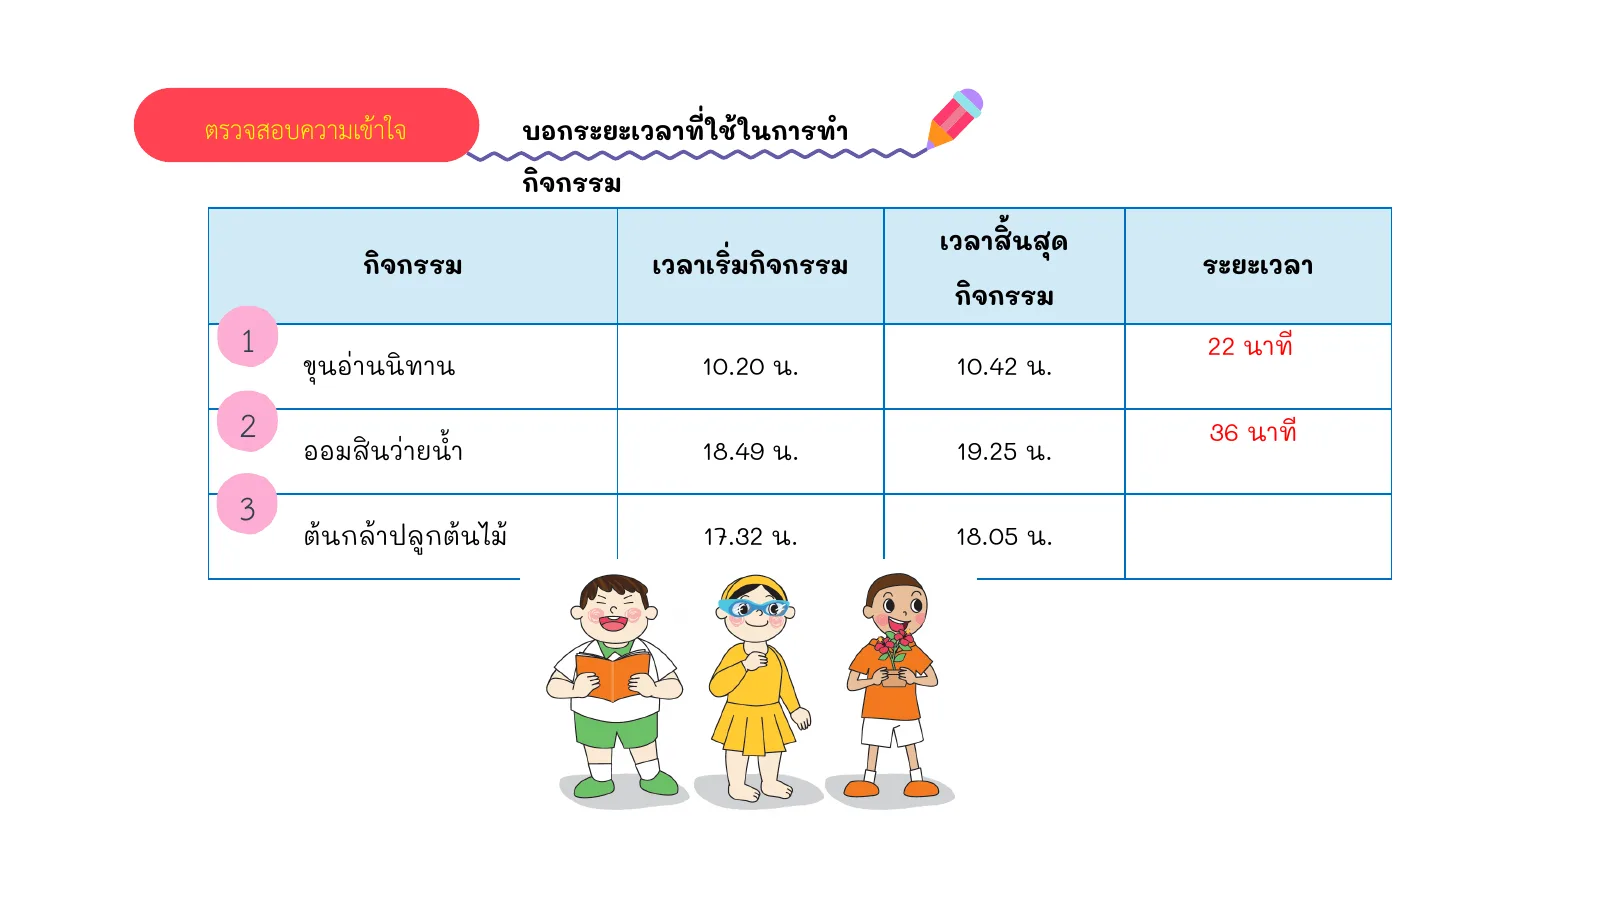 ตรวจสอบความเข้าใจ
บอกระยะเวลาที่ใช้ในการทำ
กิจกรรม
กิจกรรม เวลาเริ่มกิจกรรม เวลาสิ้นสุด กิจกรรม ระยะเวลา
1 ขุนอ่านนิทาน 10.20 น. 10.42 น. 22 นาที
2 ออมสินว่ายน้ำ 18.49 น. 19.25 น. 36 นาที
3 ต้นกล้าปลูกต้นไม้ 17.32 น. 18.05 น.